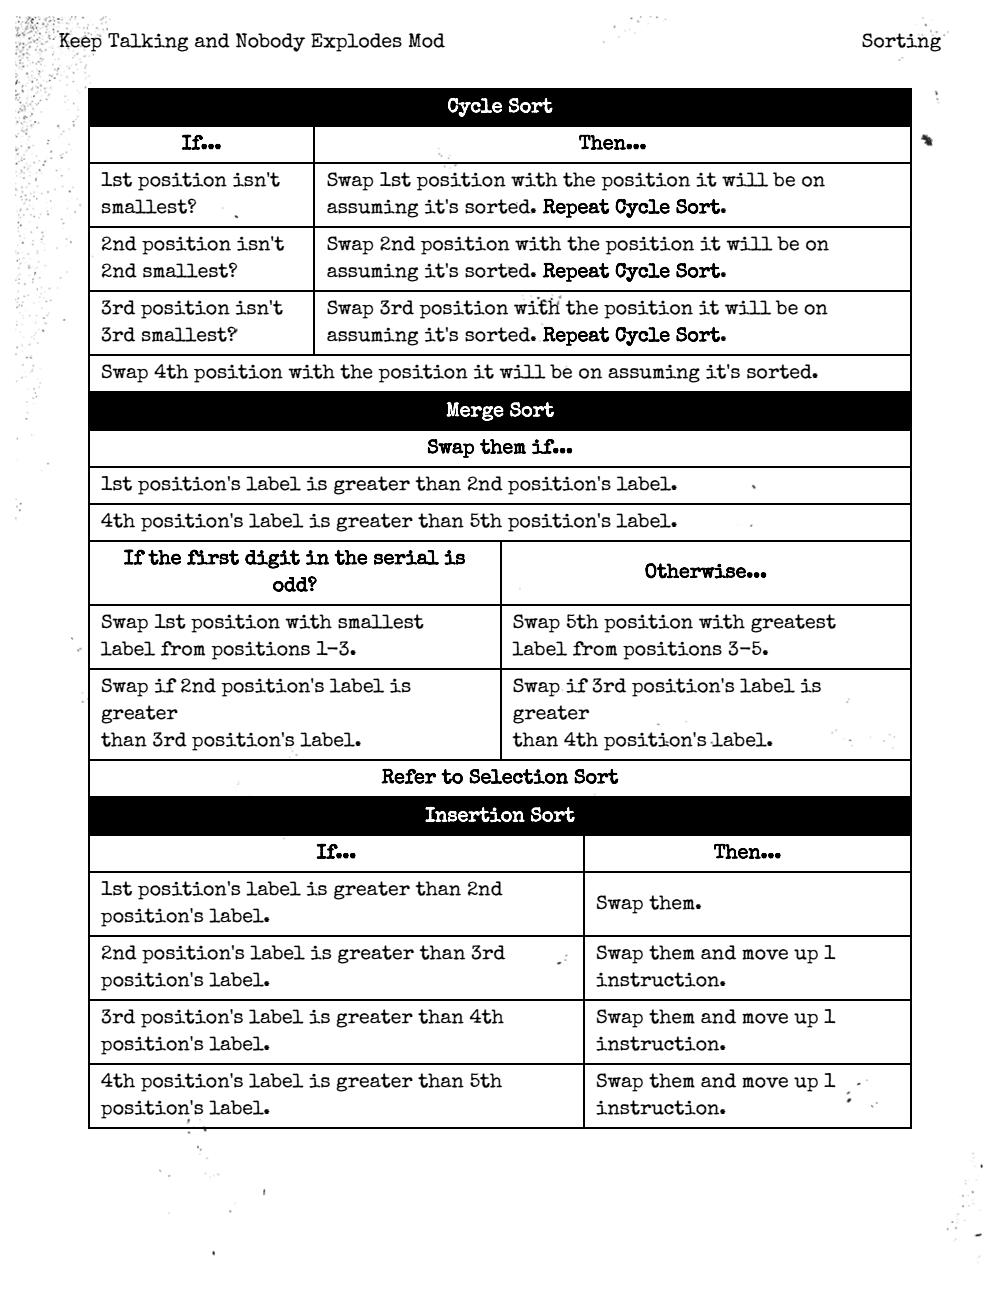 Keep Talking and Nobody Explodes Mod
Sorting
Cycle Sort
If...
Then...
1st position isn't
smallest?
Swap 1st position with the position it will be on
assuming it's sorted. Repeat Cycle Sort.
2nd position isn't
2nd smallest?
Swap 2nd position with the position it will be on
assuming it's sorted. Repeat Cycle Sort.
3rd position isn't
3rd smallest?
Swap 3rd position with the position it will be on
assuming it's sorted. Repeat Cycle Sort.
Swap 4th position with the position it will be on assuming it's sorted.
Merge Sort
Swap them if...
1st position's label is greater than 2nd position's label.
4th position's label is greater than 5th position's label.
If the first digit in the serial is
odd?
Otherwise...
Swap 1st position with smallest
label from positions 1-3.
Swap 5th position with greatest
label from positions 3-5.
Swap if 2nd position's label is
greater
than 3rd position's label.
Swap if 3rd position's label is
greater
than 4th position's label.
Refer to Selection Sort
Insertion Sort
If...
Then...
1st position's label is greater than 2nd
position's label.
Swap them.
2nd position's label is greater than 3rd
position's label.
Swap them and move up 1
instruction.
3rd position's label is greater than 4th
position's label.
Swap them and move up 1
instruction.
4th position's label is greater than 5th
position's label.
Swap them and move up 1
instruction.